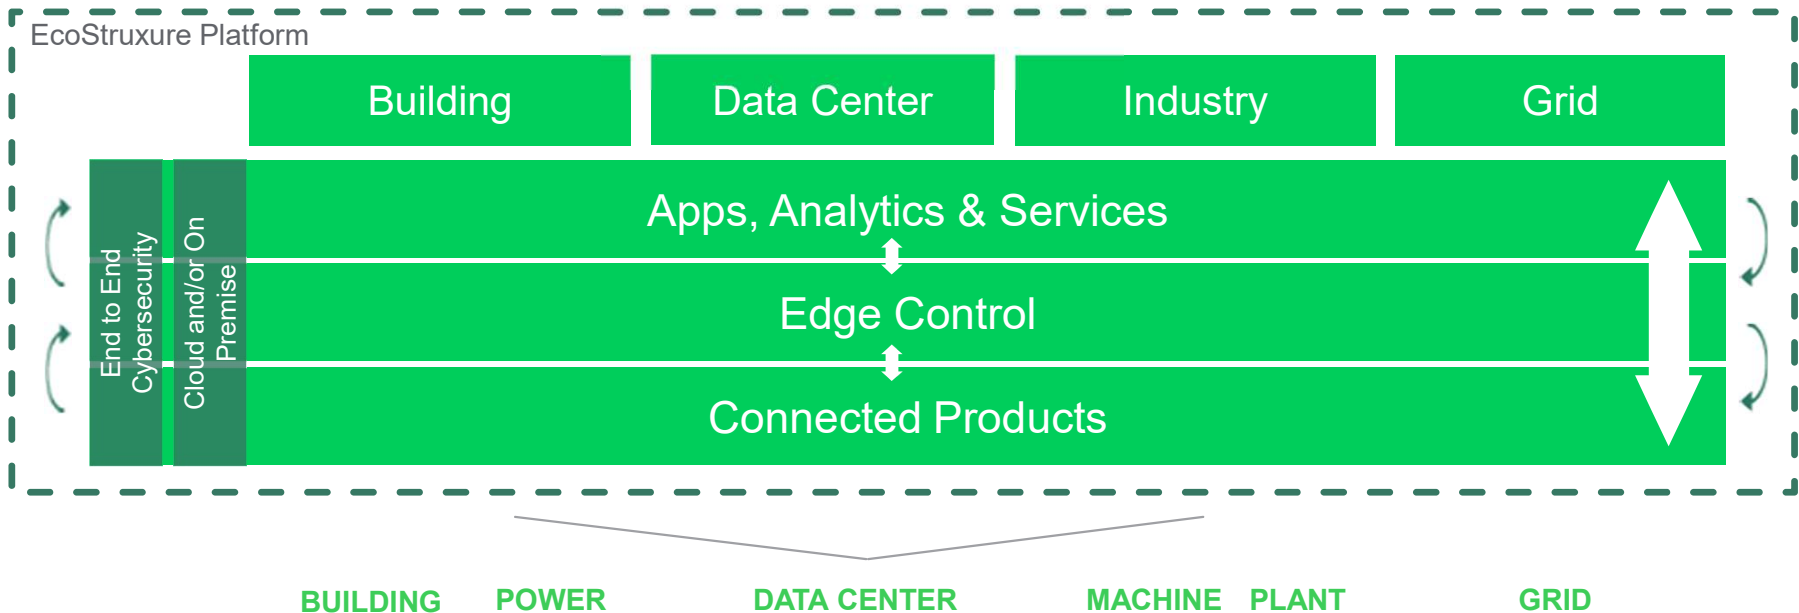 EcoStruxure Platform
Building
Data Center
Industry
Grid
End to End
Cybersecurity
Cloud and/or On
Premise
Apps, Analytics & Services
Edge Control
Connected Products
BUILDING
POWER
DATA CENTER
MACHINE
PLANT
GRID